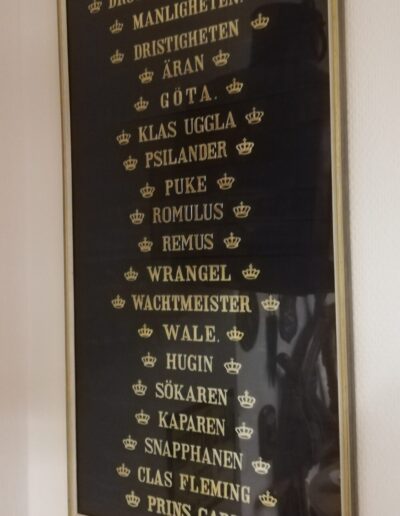 MANLIGHETEN.
DRISTIGHETEN
ÄRAN
GÖTA.
KLAS UGGLA
PSILANDER
PUKE
ROMULUS
REMUS
WRANGEL
WACHTMEISTER
WALE.
HUGIN
SÖKAREN
KAPAREN
SNAPPHANEN
CLAS FLEMING
PRINS